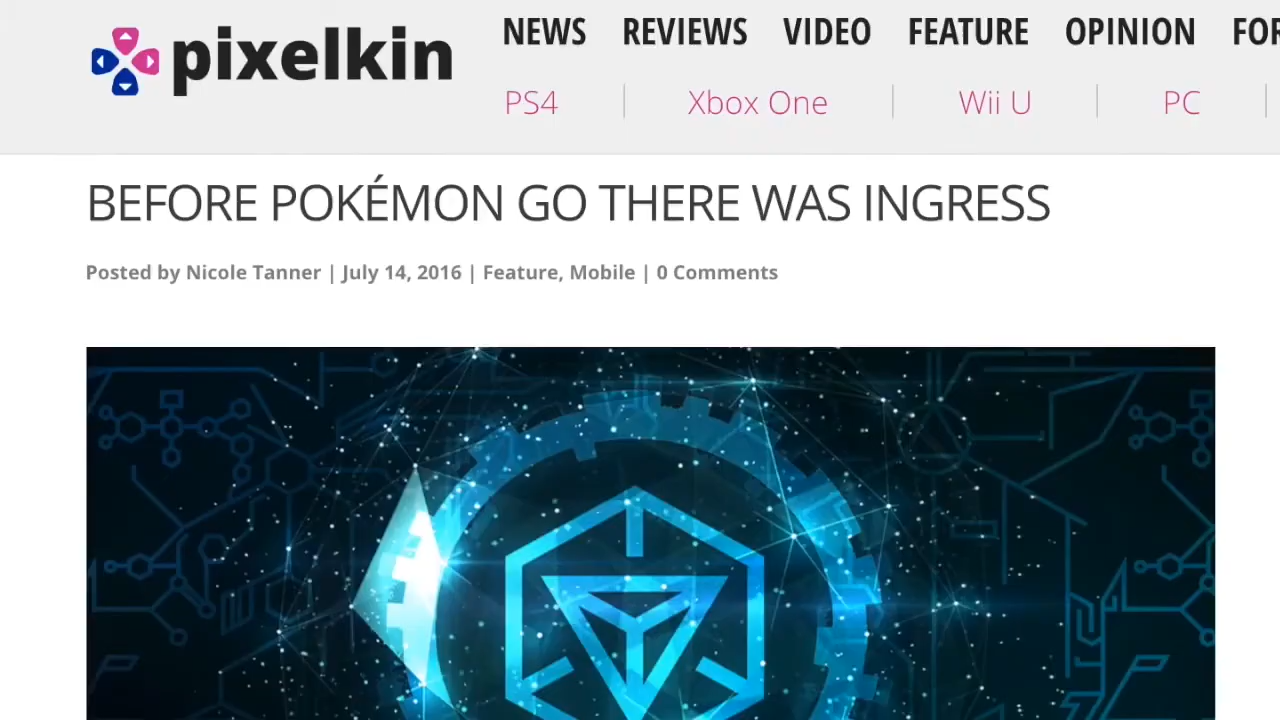 pixelkin
NEWS REVIEWS VIDEO FEATURE OPINION
PS4 Xbox One Wii U PC
BEFORE POKÉMON GO THERE WAS INGRESS
Posted by Nicole Tanner | July 14, 2016 | Feature, Mobile | 0 Comments